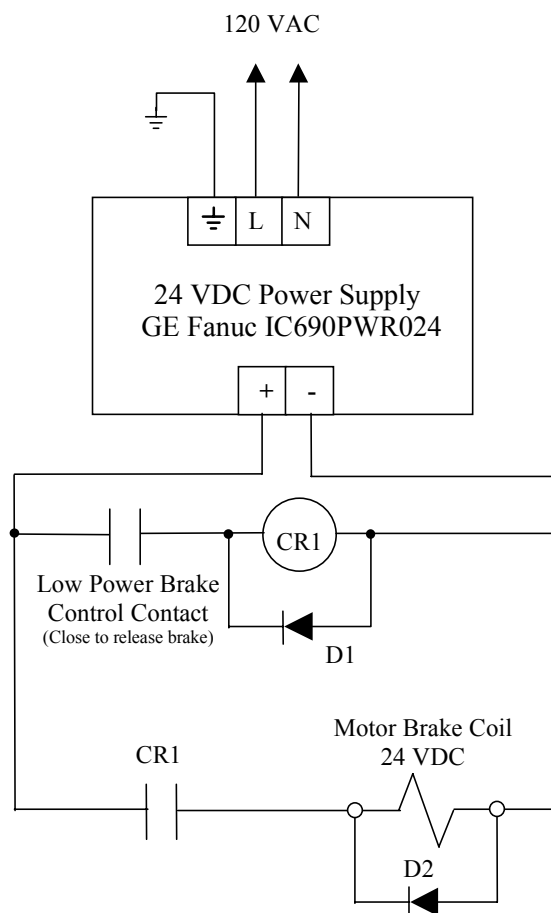 120 VAC
L N
24 VDC Power Supply
GE Fanuc IC690PWR024
+ -
CR1
Low Power Brake
Control Contact
(Close to release brake)
D1
CR1
Motor Brake Coil
24 VDC
D2